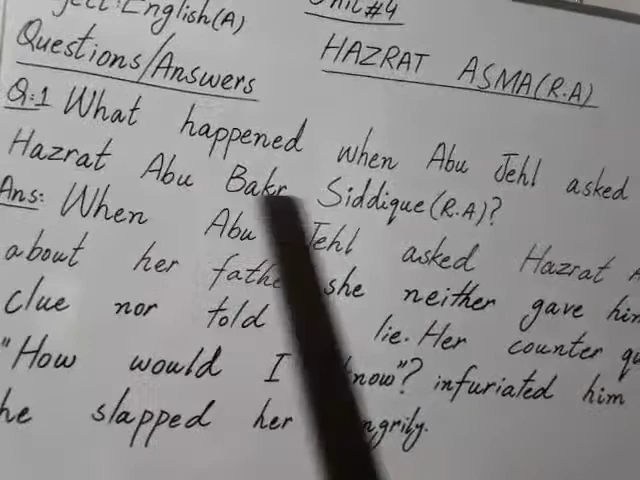 English(A)
Unit#4
Questions/Answers
HAZRAT ASMA(R.A)
Q:1 What happened when Abu Jehl asked
Hazrat Abu Bakr Siddique(R.A)?
Ans: When Abu Jehl asked Hazrat
about her she neither gave him
clue nor told lie. Her counter
"How would I know"? infuriated him
he slapped her angrily.